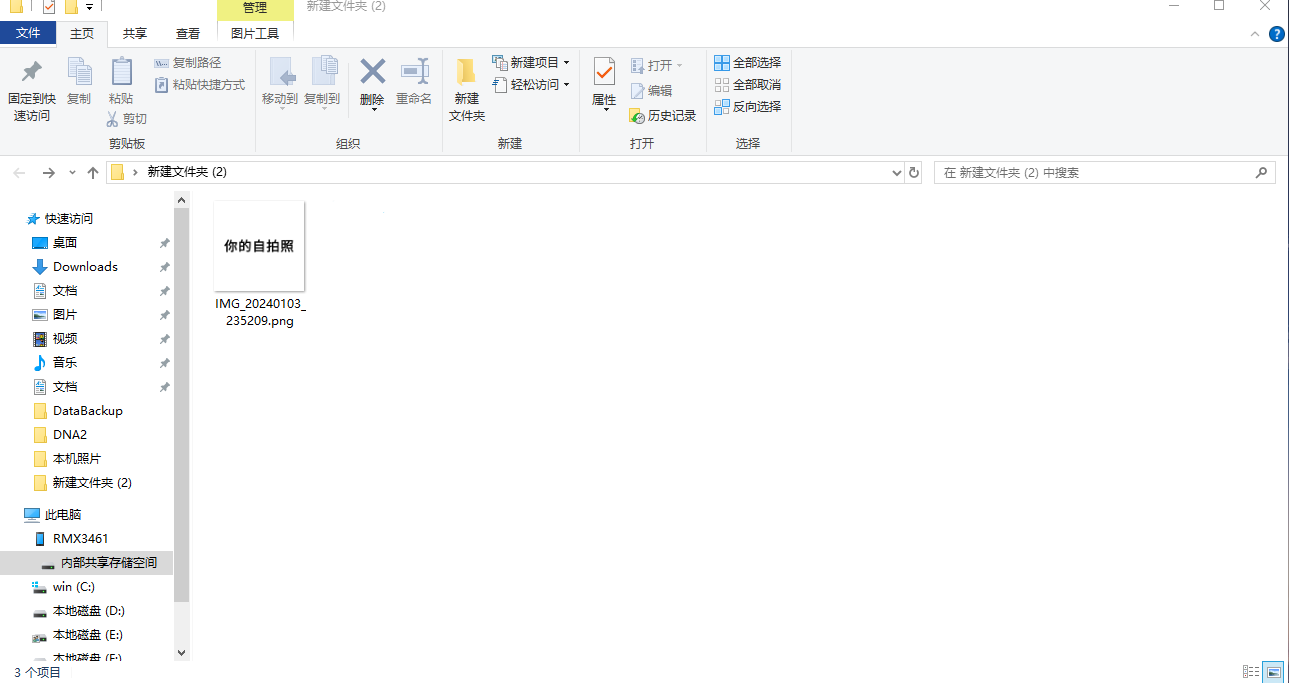 管理
新建文件夹 (2)
文件
主页
共享
查看
图片工具
固定到快
速访问
复制
粘贴
复制路径
粘贴快捷方式
剪切
剪贴板
移动到
复制到
删除
重命名
组织
新建
文件夹
新建项目
轻松访问
新建
属性
打开
编辑
历史记录
打开
全部选择
全部取消
反向选择
选择
新建文件夹 (2)
在 新建文件夹 (2) 中搜索
快速访问
桌面
Downloads
文档
图片
视频
音乐
文档
DataBackup
DNA2
本机照片
新建文件夹 (2)
此电脑
RMX3461
内部共享存储空间
win (C:)
本地磁盘 (D:)
本地磁盘 (E:)
本地磁盘 (F:)
你的自拍照
IMG_20240103_
235209.png
3 个项目